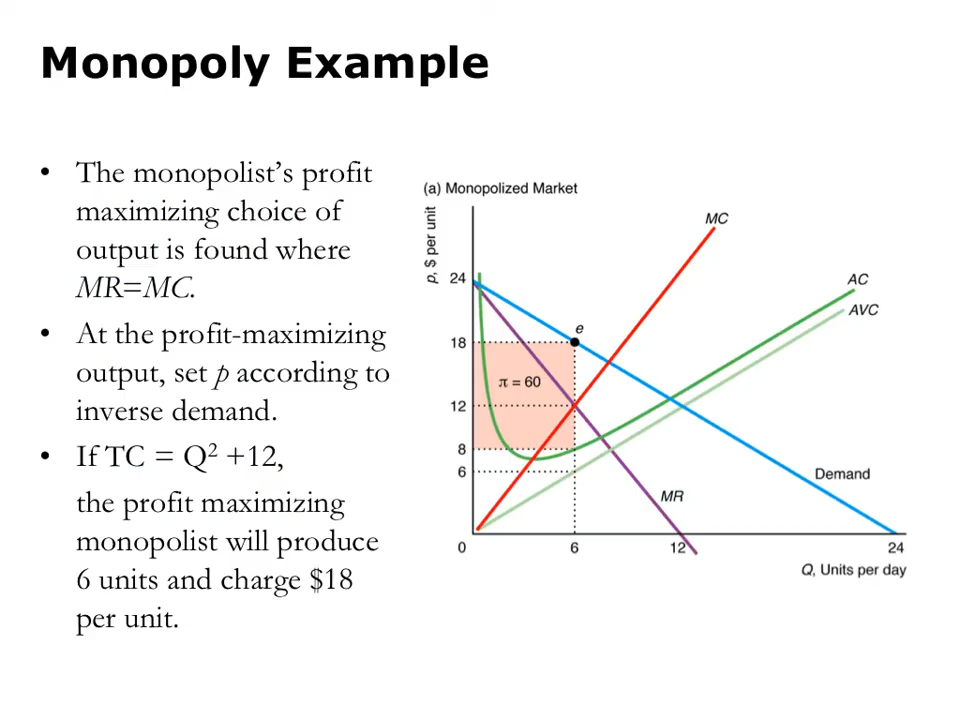 Monopoly Example
• The monopolist’s profit
maximizing choice of
output is found where
MR=MC.
• At the profit-maximizing
output, set p according to
inverse demand.
• If TC = Q² +12,
the profit maximizing
monopolist will produce
6 units and charge $18
per unit.
(a) Monopolized Market
p, $ per unit
MC
24
AC
AVC
e
18
π = 60
12
8
6
Demand
MR
0
6
12
24
Q, Units per day